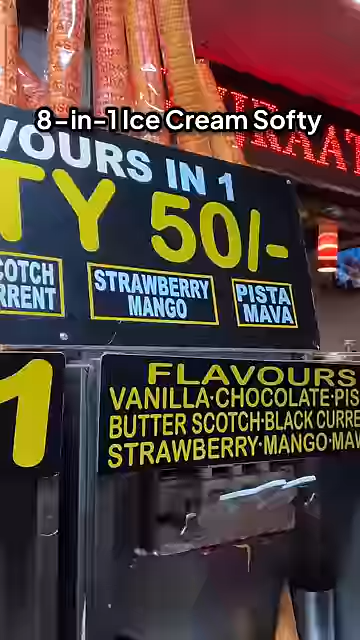 8-in-1 Ice Cream Softy
VOURS IN 1
TY 50/-
COTCH
RRENT
STRAWBERRY
MANGO
PISTA
MAVA
1
FLAVOURS
VANILLA·CHOCOLATE·PIS
BUTTER SCOTCH·BLACK CURRE
STRAWBERRY·MANGO·MAV